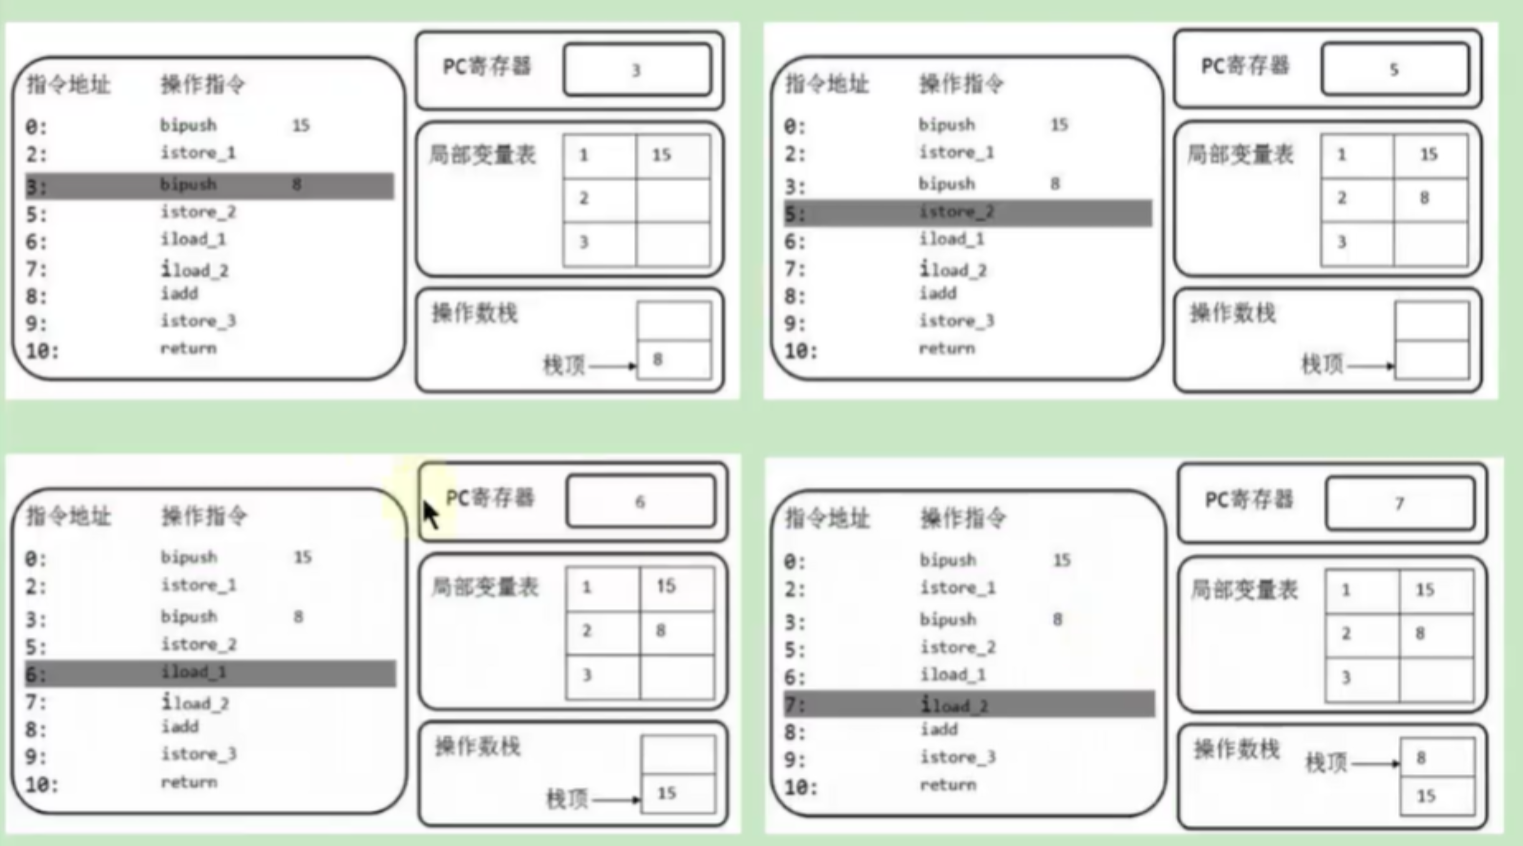 指令地址 操作指令
0: bipush 15
2: istore_1
3: bipush 8
5: istore_2
6: iload_1
7: iload_2
8: iadd
9: istore_3
10: return
PC寄存器 3
局部变量表
1 15
2
3
操作数栈
栈顶 8
指令地址 操作指令
0: bipush 15
2: istore_1
3: bipush 8
5: istore_2
6: iload_1
7: iload_2
8: iadd
9: istore_3
10: return
PC寄存器 5
局部变量表
1 15
2 8
3
操作数栈
栈顶
指令地址 操作指令
0: bipush 15
2: istore_1
3: bipush 8
5: istore_2
6: iload_1
7: iload_2
8: iadd
9: istore_3
10: return
PC寄存器 6
局部变量表
1 15
2 8
3
操作数栈
栈顶 15
指令地址 操作指令
0: bipush 15
2: istore_1
3: bipush 8
5: istore_2
6: iload_1
7: iload_2
8: iadd
9: istore_3
10: return
PC寄存器 7
局部变量表
1 15
2 8
3
操作数栈
栈顶 8
15